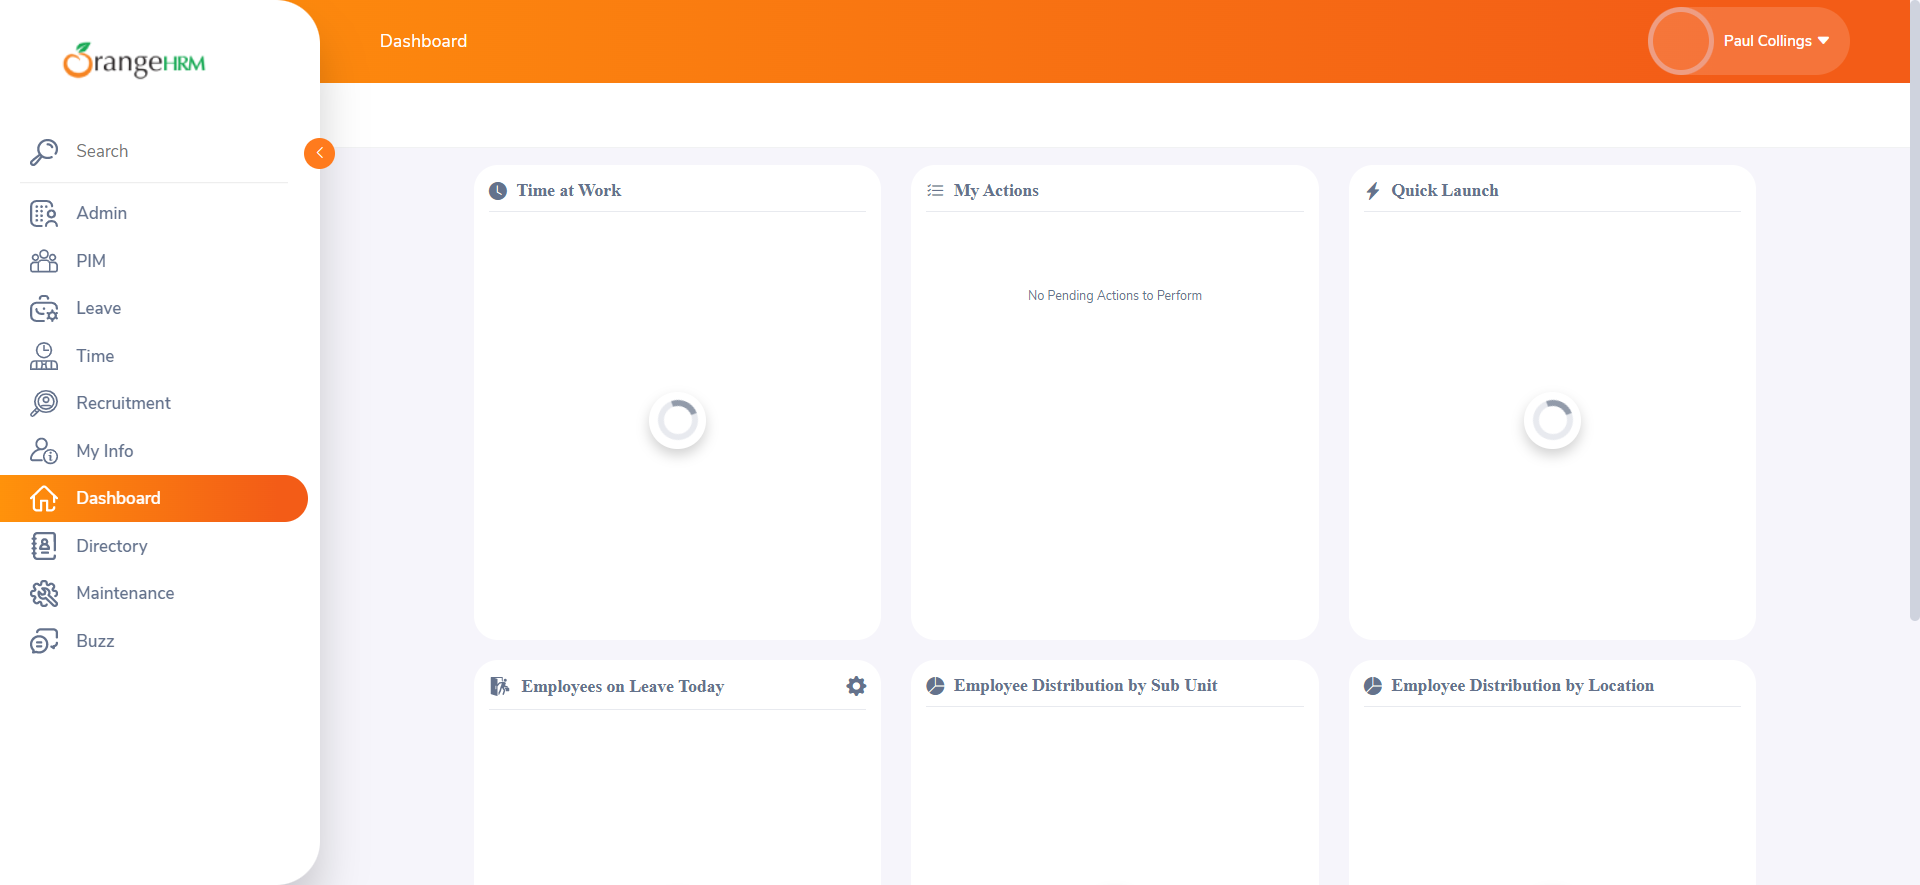 OrangeHRM
Dashboard
Paul Collings
Search
Admin
PIM
Leave
Time
Recruitment
My Info
Dashboard
Directory
Maintenance
Buzz
Time at Work
My Actions
No Pending Actions to Perform
Quick Launch
Employees on Leave Today
Employee Distribution by Sub Unit
Employee Distribution by Location